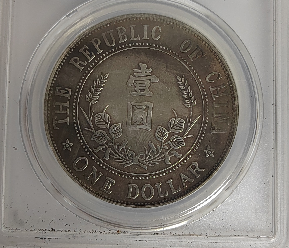 THE REPUBLIC OF CHINA
壹
圓
ONE DOLLAR